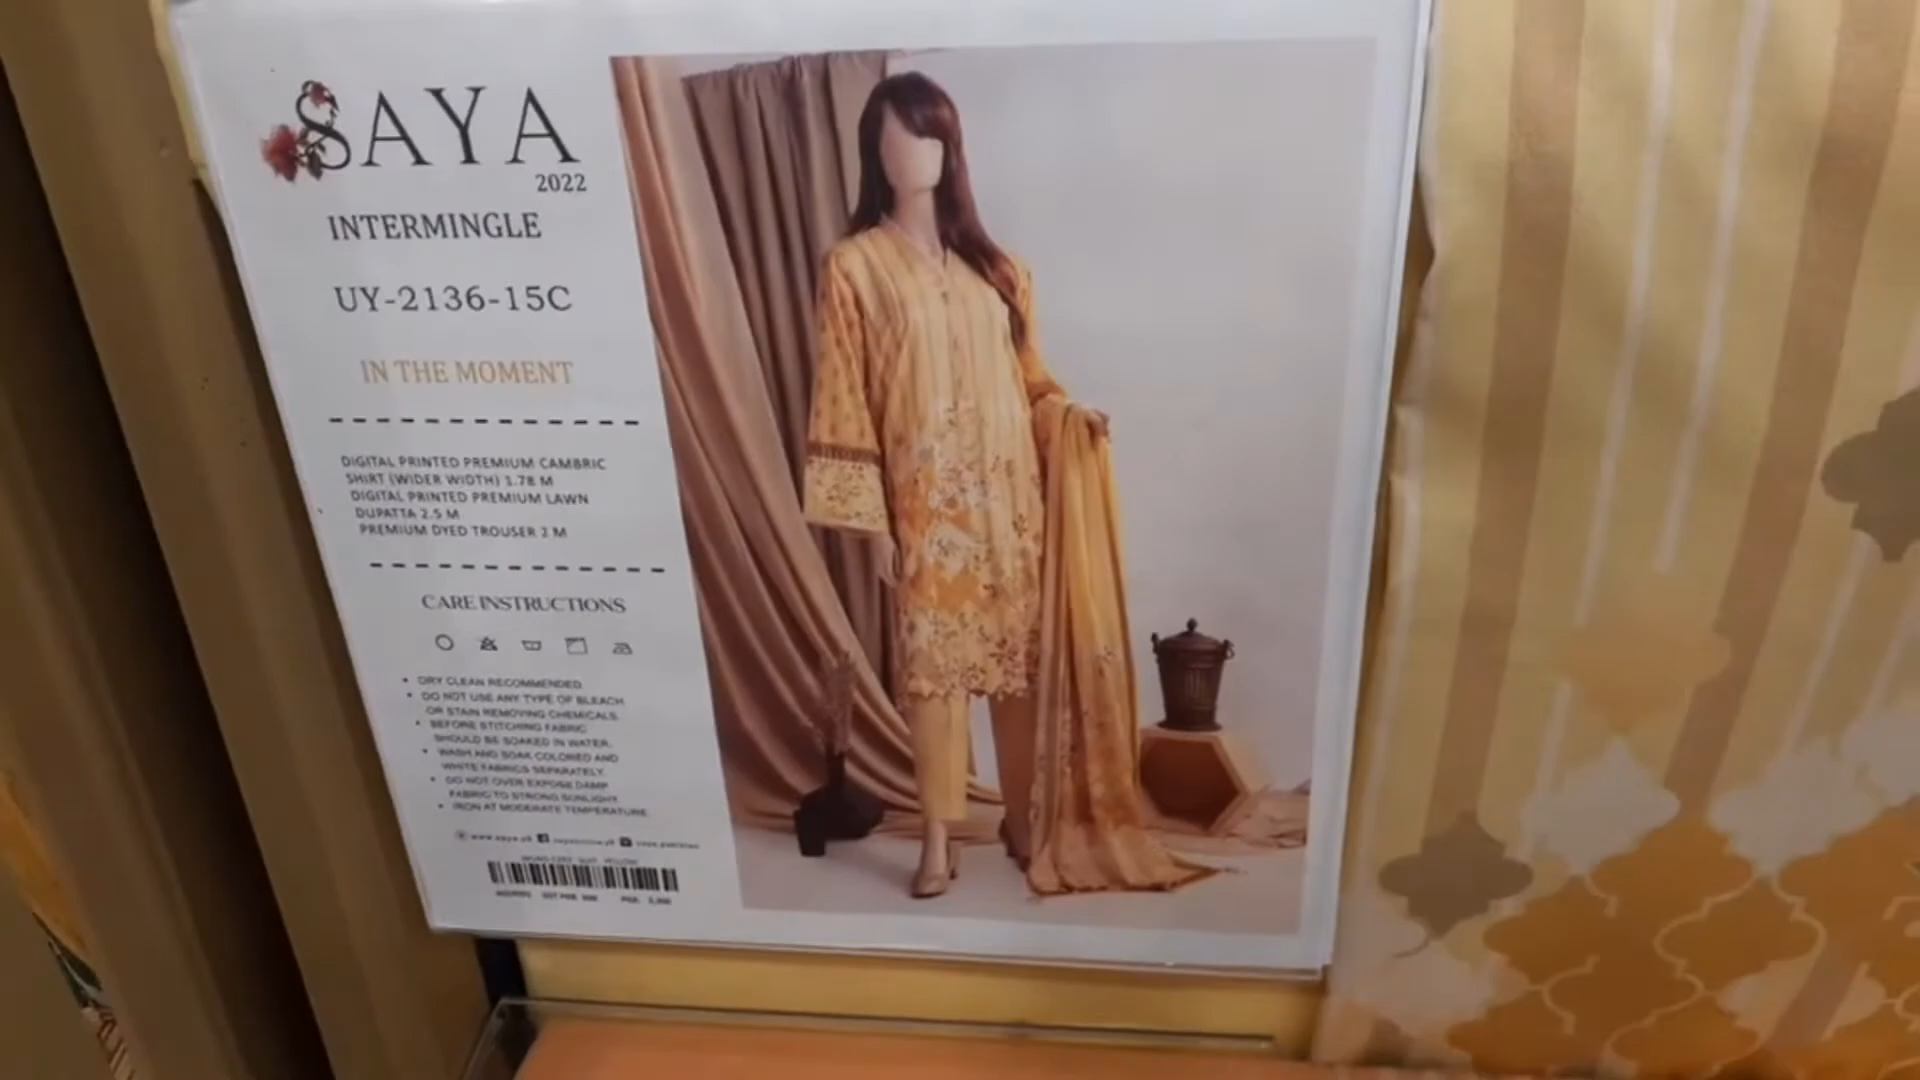 SAYA
2022
INTERMINGLE
UY-2136-15C
IN THE MOMENT
DIGITAL PRINTED PREMIUM CAMBRIC
SHIRT (WIDER WIDTH) 1.78 M
DIGITAL PRINTED PREMIUM LAWN
DUPATTA 2.5 M
PREMIUM DYED TROUSER 2 M
CARE INSTRUCTIONS
• DRY CLEAN RECOMMENDED.
• DO NOT USE ANY TYPE OF BLEACH
OR STAIN REMOVING CHEMICALS.
• BEFORE STITCHING FABRIC
SHOULD BE SOAKED IN WATER.
• WASH AND SOAK COLORED AND
WHITE FABRICS SEPARATELY.
• DO NOT OVER EXPOSE DAMP
FABRIC TO STRONG SUNLIGHT.
• IRON AT MODERATE TEMPERATURE.
www.saya.pk